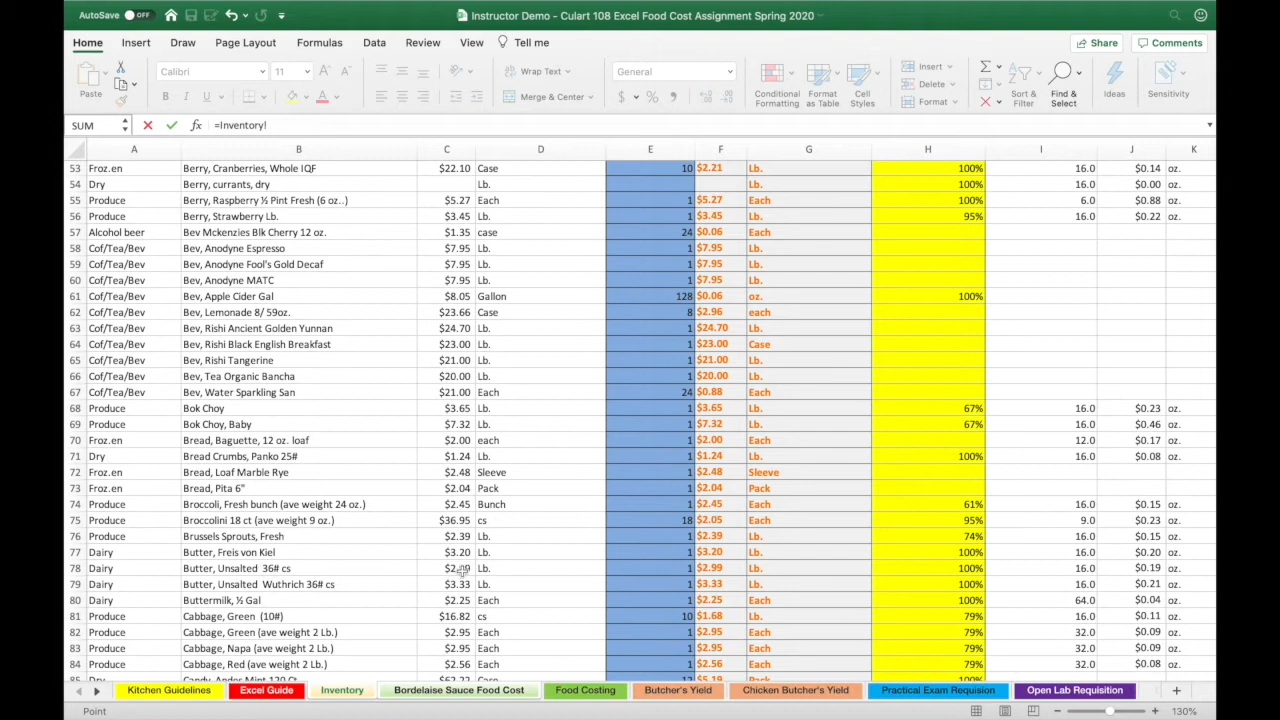 AutoSave OFF Instructor Demo - Culart 108 Excel Food Cost Assignment Spring 2020
Home Insert Draw Page Layout Formulas Data Review View Tell me Share Comments
Calibri 11 Wrap Text General Insert
Paste B I U A Merge & Center $ % Conditional Formatting Format as Table Cell Styles Delete Format Sort & Filter Find & Select Ideas Sensitivity
SUM fx =Inventory!
A B C D E F G H I J K
53 Froz.en Berry, Cranberries, Whole IQF $22.10 Case 10 $2.21 Lb. 100% 16.0 $0.14 oz.
54 Dry Berry, currants, dry Lb. Lb. 100% 16.0 $0.00 oz.
55 Produce Berry, Raspberry ½ Pint Fresh (6 oz..) $5.27 Each 1 $5.27 Each 100% 6.0 $0.88 oz.
56 Produce Berry, Strawberry Lb. $3.45 Lb. 1 $3.45 Lb. 95% 16.0 $0.22 oz.
57 Alcohol beer Bev Mckenzies Blk Cherry 12 oz. $1.35 case 24 $0.06 Each
58 Cof/Tea/Bev Bev, Anodyne Espresso $7.95 Lb. 1 $7.95 Lb.
59 Cof/Tea/Bev Bev, Anodyne Fool's Gold Decaf $7.95 Lb. 1 $7.95 Lb.
60 Cof/Tea/Bev Bev, Anodyne MATC $7.95 Lb. 1 $7.95 Lb.
61 Cof/Tea/Bev Bev, Apple Cider Gal $8.05 Gallon 128 $0.06 oz. 100%
62 Cof/Tea/Bev Bev, Lemonade 8/ 59oz. $23.66 Case 8 $2.96 each
63 Cof/Tea/Bev Bev, Rishi Ancient Golden Yunnan $24.70 Lb. 1 $24.70 Lb.
64 Cof/Tea/Bev Bev, Rishi Black English Breakfast $23.00 Lb. 1 $23.00 Case
65 Cof/Tea/Bev Bev, Rishi Tangerine $21.00 Lb. 1 $21.00 Lb.
66 Cof/Tea/Bev Bev, Tea Organic Bancha $20.00 Lb. 1 $20.00 Lb.
67 Cof/Tea/Bev Bev, Water Sparkling San $21.00 Each 24 $0.88 Each
68 Produce Bok Choy $3.65 Lb. 1 $3.65 Lb. 67% 16.0 $0.23 oz.
69 Produce Bok Choy, Baby $7.32 Lb. 1 $7.32 Lb. 67% 16.0 $0.46 oz.
70 Froz.en Bread, Baguette, 12 oz. loaf $2.00 each 1 $2.00 Each 12.0 $0.17 oz.
71 Dry Bread Crumbs, Panko 25# $1.24 Lb. 1 $1.24 Lb. 100% 16.0 $0.08 oz.
72 Froz.en Bread, Loaf Marble Rye $2.48 Sleeve 1 $2.48 Sleeve
73 Froz.en Bread, Pita 6" $2.04 Pack 1 $2.04 Pack
74 Produce Broccoli, Fresh bunch (ave weight 24 oz.) $2.45 Bunch 1 $2.45 Each 61% 16.0 $0.15 oz.
75 Produce Broccolini 18 ct (ave weight 9 oz.) $36.95 cs 18 $2.05 Each 95% 9.0 $0.23 oz.
76 Produce Brussels Sprouts, Fresh $2.39 Lb. 1 $2.39 Lb. 74% 16.0 $0.15 oz.
77 Dairy Butter, Freis von Kiel $3.20 Lb. 1 $3.20 Lb. 100% 16.0 $0.20 oz.
78 Dairy Butter, Unsalted 36# cs Lb. 1 $2.99 Lb. 100% 16.0 $0.19 oz.
79 Dairy Butter, Unsalted Wuthrich 36# cs $3.33 Lb. 1 $3.33 Lb. 100% 16.0 $0.21 oz.
80 Dairy Buttermilk, ½ Gal $2.25 Each 1 $2.25 Each 100% 64.0 $0.04 oz.
81 Produce Cabbage, Green (10#) $16.82 cs 10 $1.68 Lb. 79% 16.0 $0.11 oz.
82 Produce Cabbage, Green (ave weight 2 Lb.) $2.95 Each 1 $2.95 Each 79% 32.0 $0.09 oz.
83 Produce Cabbage, Napa (ave weight 2 Lb.) $2.95 Each 1 $2.95 Each 79% 32.0 $0.09 oz.
84 Produce Cabbage, Red (ave weight 2 Lb.) $2.56 Each 1 $2.56 Each 79% 32.0 $0.08 oz.
Kitchen Guidelines Excel Guide Inventory Bordelaise Sauce Food Cost Food Costing Butcher's Yield Chicken Butcher's Yield Practical Exam Requision Open Lab Requisition
Point 130%